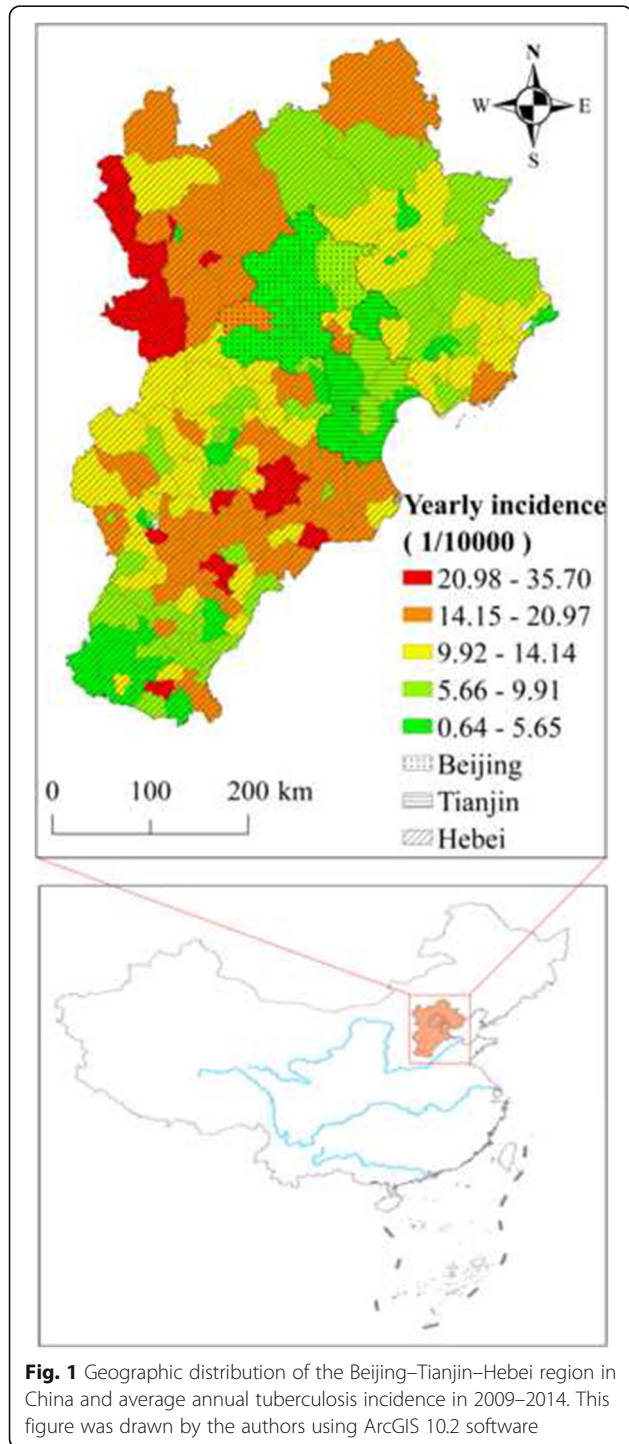 N
W E
S
Yearly incidence
( 1/10000 )
20.98 - 35.70
14.15 - 20.97
9.92 - 14.14
5.66 - 9.91
0.64 - 5.65
Beijing
Tianjin
Hebei
0 100 200 km
Fig. 1 Geographic distribution of the Beijing–Tianjin–Hebei region in
China and average annual tuberculosis incidence in 2009–2014. This
figure was drawn by the authors using ArcGIS 10.2 software